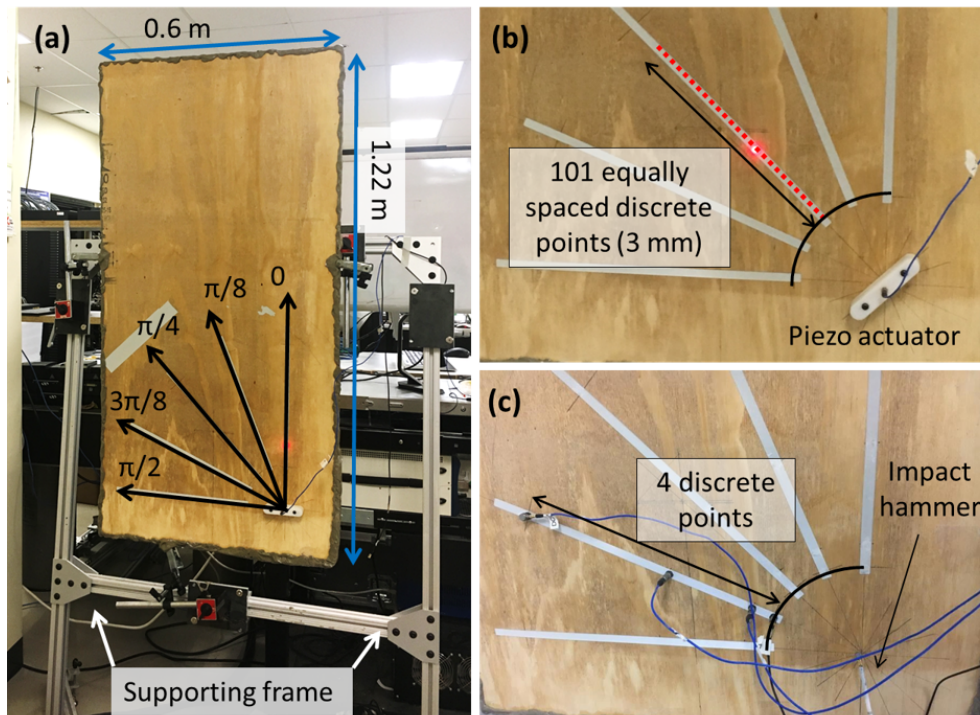 (a)
0.6 m
1.22 m
0
π/8
π/4
3π/8
π/2
Supporting frame
(b)
101 equally
spaced discrete
points (3 mm)
Piezo actuator
(c)
4 discrete
points
Impact
hammer